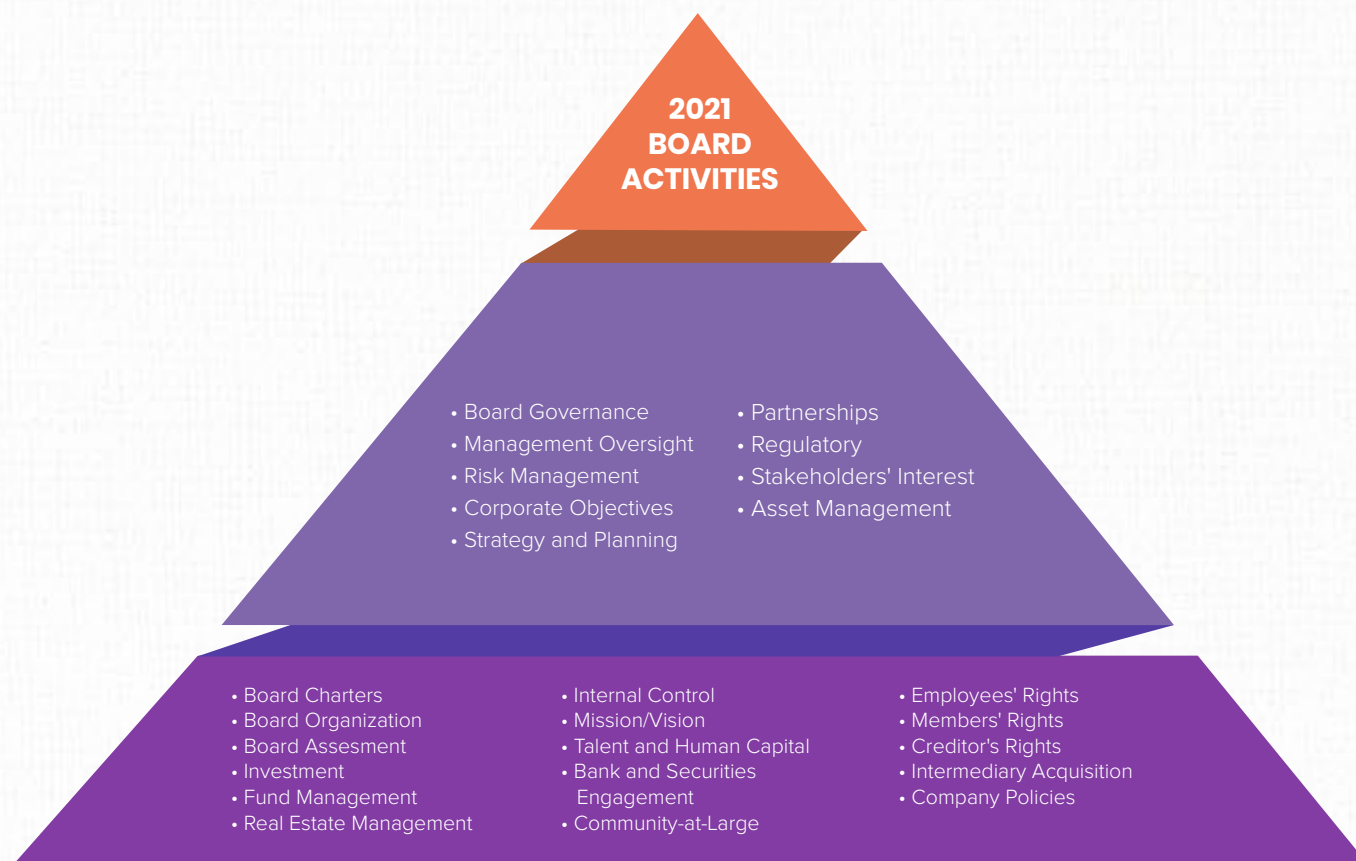 2021
BOARD
ACTIVITIES
• Board Governance
• Management Oversight
• Risk Management
• Corporate Objectives
• Strategy and Planning
• Partnerships
• Regulatory
• Stakeholders' Interest
• Asset Management
• Board Charters
• Board Organization
• Board Assesment
• Investment
• Fund Management
• Real Estate Management
• Internal Control
• Mission/Vision
• Talent and Human Capital
• Bank and Securities
Engagement
• Community-at-Large
• Employees' Rights
• Members' Rights
• Creditor's Rights
• Intermediary Acquisition
• Company Policies